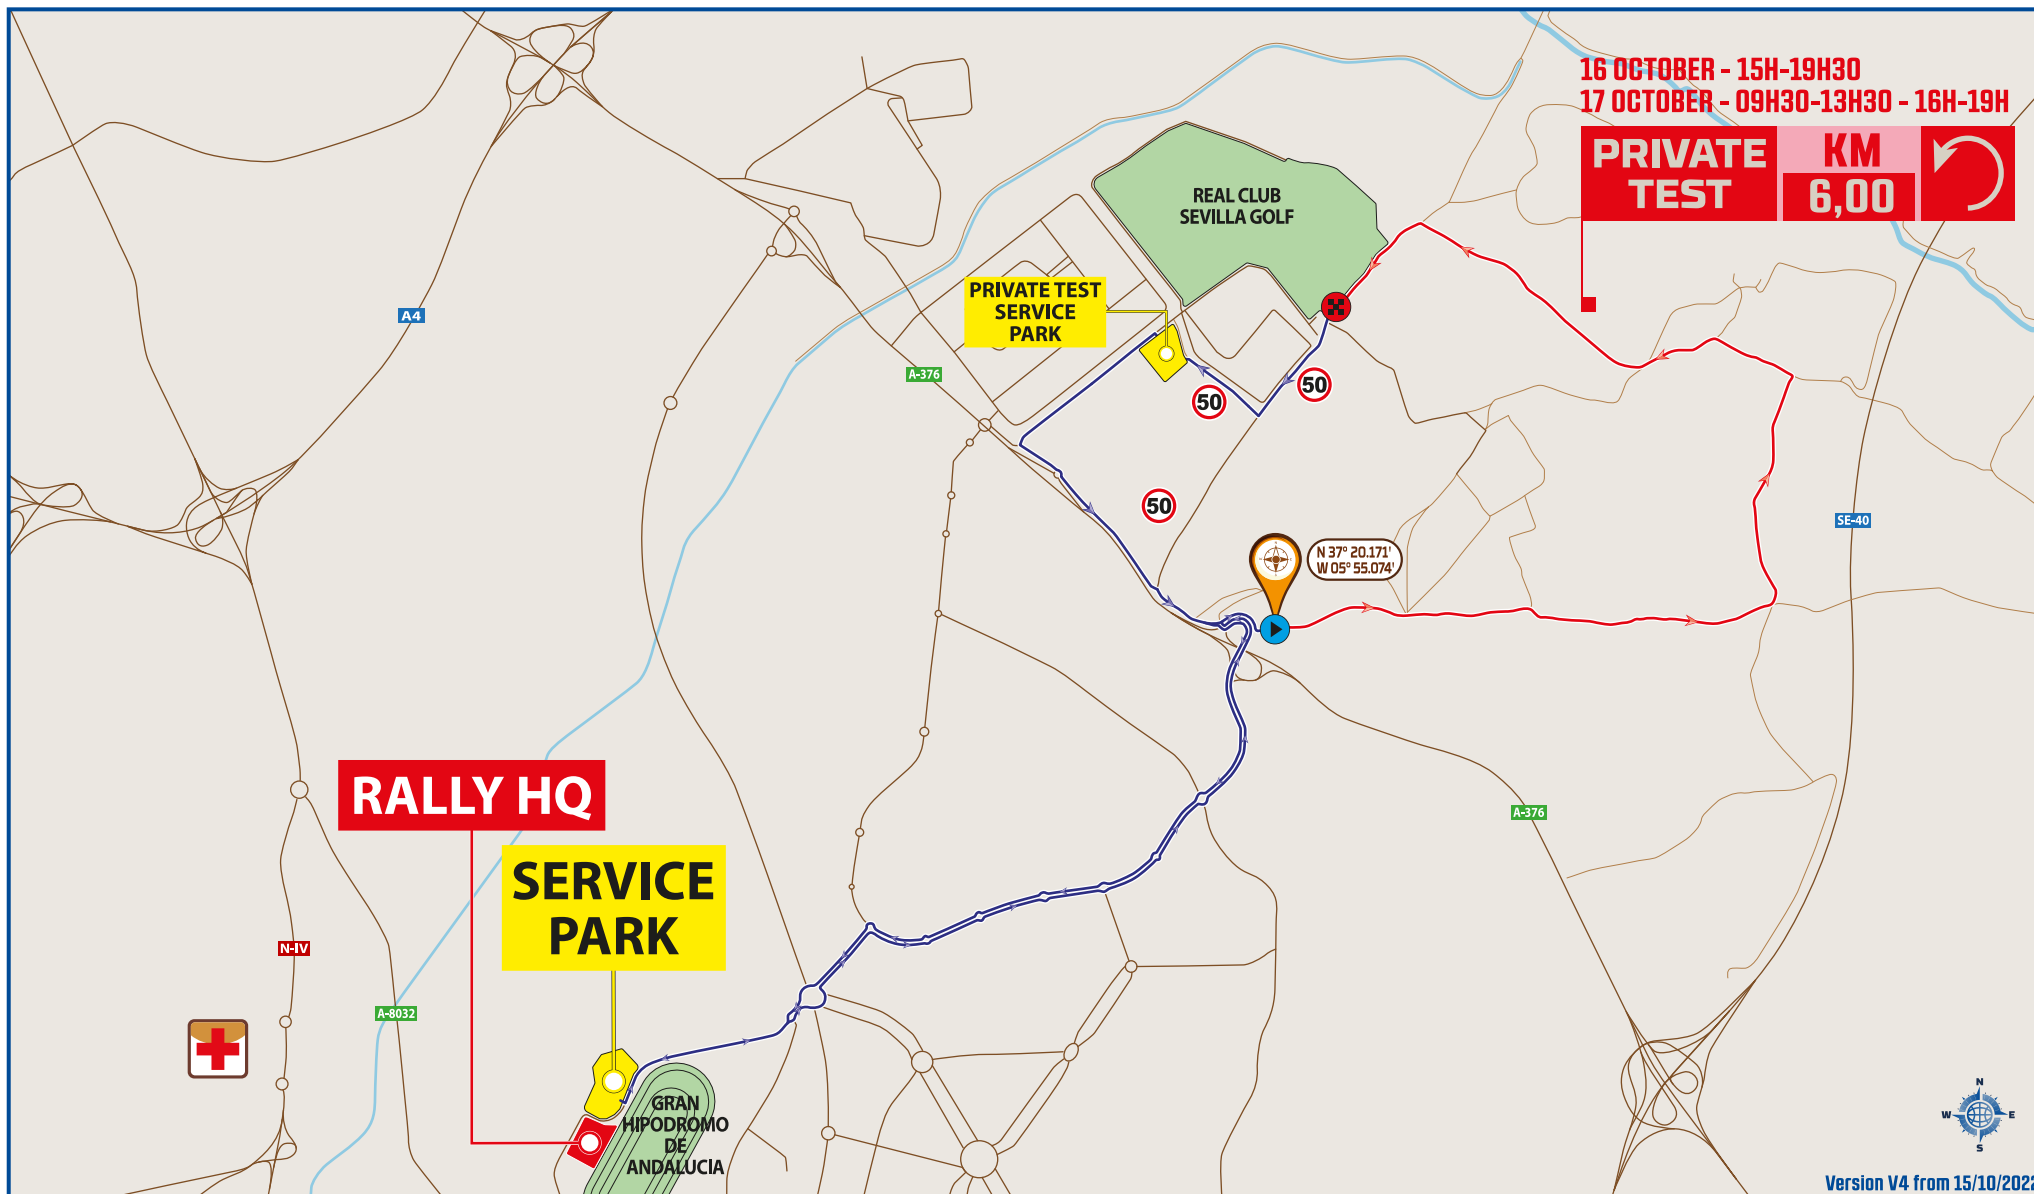 16 OCTOBER - 15H-19H30
17 OCTOBER - 09H30-13H30 - 16H-19H
PRIVATE
TEST
KM
6,00
REAL CLUB
SEVILLA GOLF
PRIVATE TEST
SERVICE
PARK
A4
A-376
50
50
50
SE-40
N 37° 20.171'
W 05° 55.074'
RALLY HQ
A-376
SERVICE
PARK
N-IV
A-8032
GRAN
HIPODROMO
DE
ANDALUCIA
N
W
E
S
Version V4 from 15/10/2022